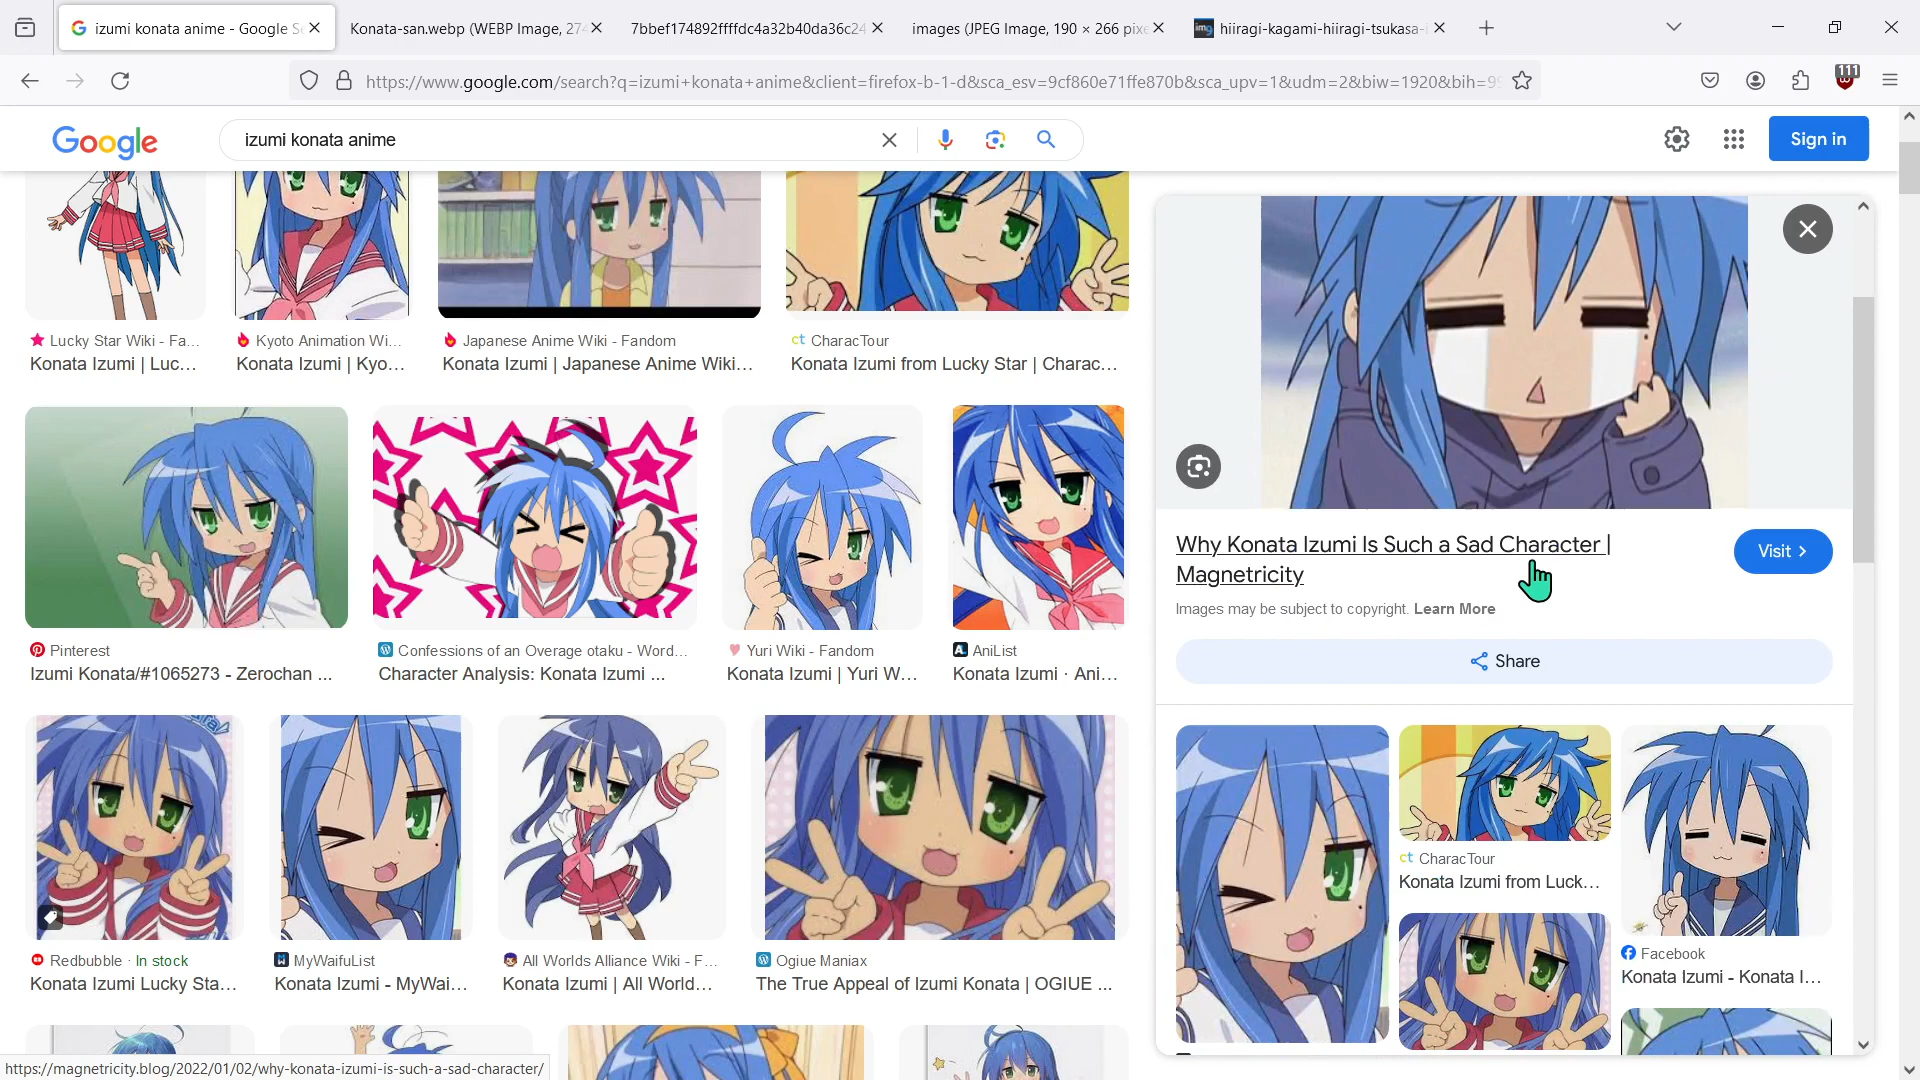 izumi konata anime - Google Se
Konata-san.webp (WEBP Image, 274
7bbef174892ffffdc4a32b40da36c24
images (JPEG Image, 190 × 266 pixe
hiiragi-kagami-hiiragi-tsukasa-
https://www.google.com/search?q=izumi+konata+anime&client=firefox-b-1-d&sca_esv=9cf860e71ffe870b&sca_upv=1&udm=2&biw=1920&bih=99
111
Google
izumi konata anime
Sign in
Lucky Star Wiki - Fa...
Konata Izumi | Luc...
Kyoto Animation Wi...
Konata Izumi | Kyo...
Japanese Anime Wiki - Fandom
Konata Izumi | Japanese Anime Wiki...
CharacTour
Konata Izumi from Lucky Star | Charac...
Pinterest
Izumi Konata/#1065273 - Zerochan ...
Confessions of an Overage otaku - Word...
Character Analysis: Konata Izumi ...
Yuri Wiki - Fandom
Konata Izumi | Yuri W...
AniList
Konata Izumi · Ani...
Redbubble · In stock
Konata Izumi Lucky Sta...
MyWaifuList
Konata Izumi - MyWai...
All Worlds Alliance Wiki - F...
Konata Izumi | All World...
Ogiue Maniax
The True Appeal of Izumi Konata | OGIUE ...
Why Konata Izumi Is Such a Sad Character |
Magnetricity
Visit
Images may be subject to copyright. Learn More
Share
CharacTour
Konata Izumi from Luck...
Facebook
Konata Izumi - Konata I...
https://magnetricity.blog/2022/01/02/why-konata-izumi-is-such-a-sad-character/